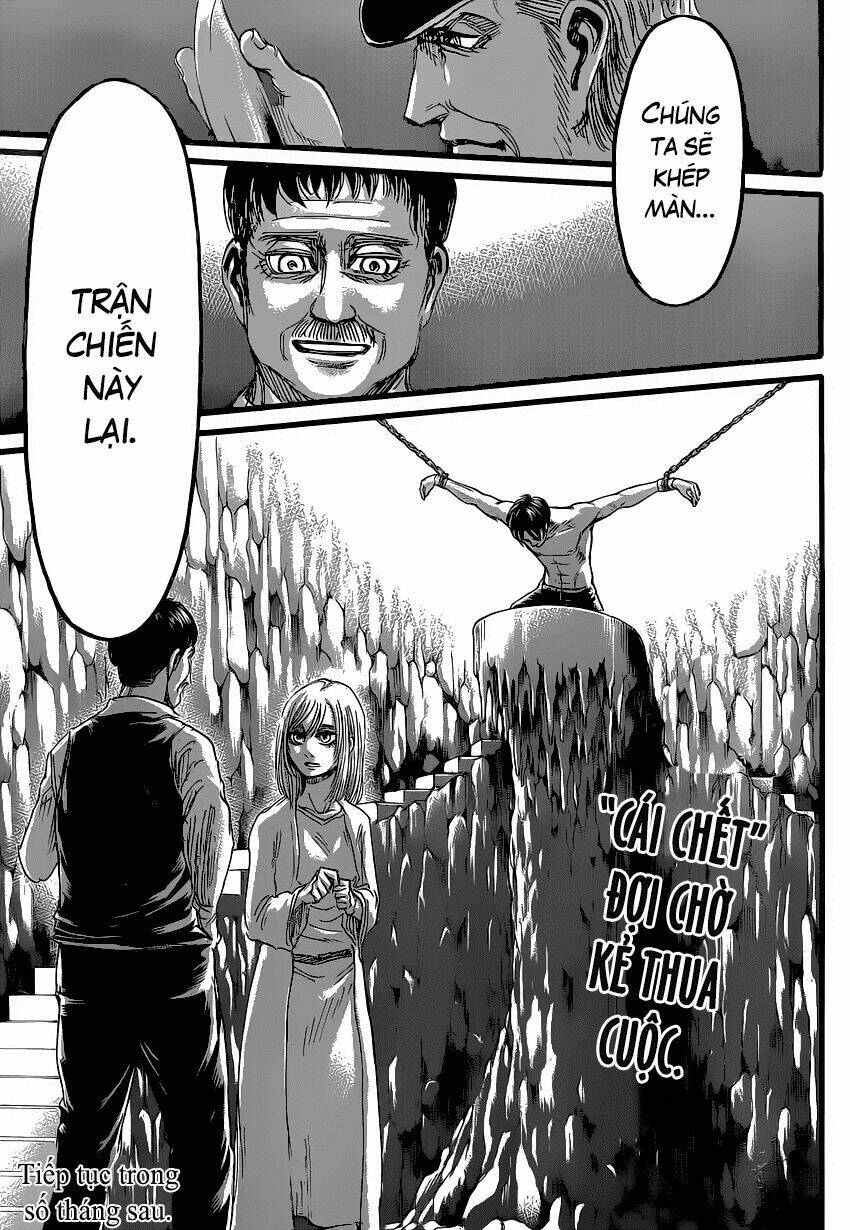 CHÚNG
TA SẼ
KHÉP
MÀN...
TRẬN
CHIẾN
NÀY
LẠI.
"CÁI CHẾT"
ĐỢI CHỜ
KẺ THUA
CUỘC.
Tiếp tục trong
số tháng sau.